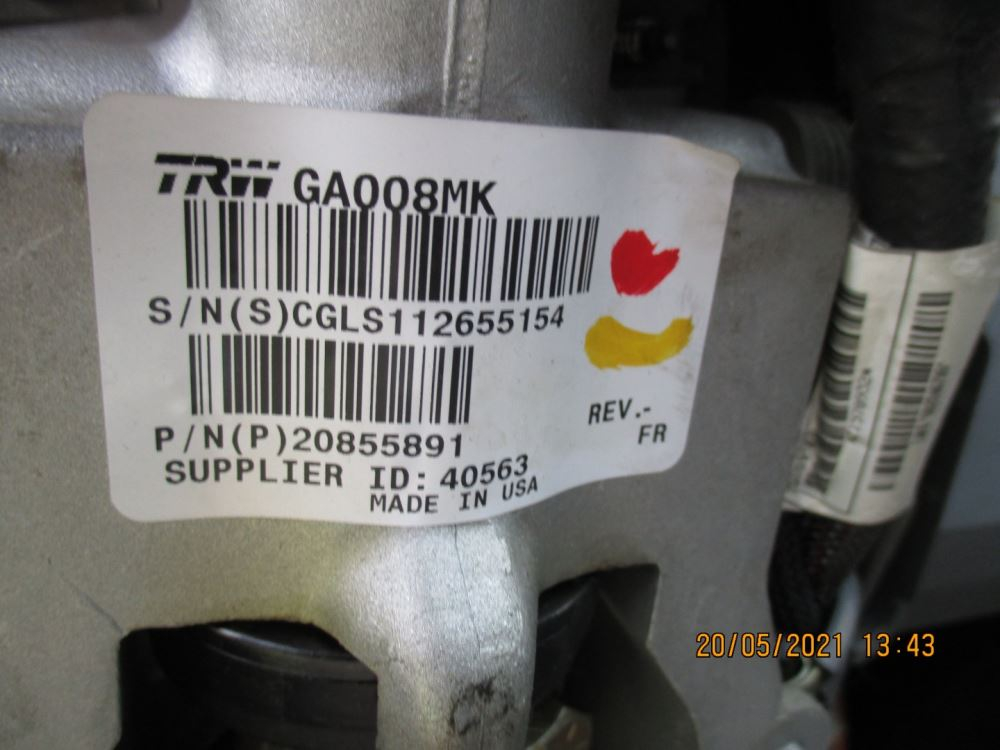 TRW GA008MK
S/N(S)CGLS112655154
P/N(P)20855891
REV.-
FR
SUPPLIER ID: 40563
MADE IN USA
20/05/2021 13:43